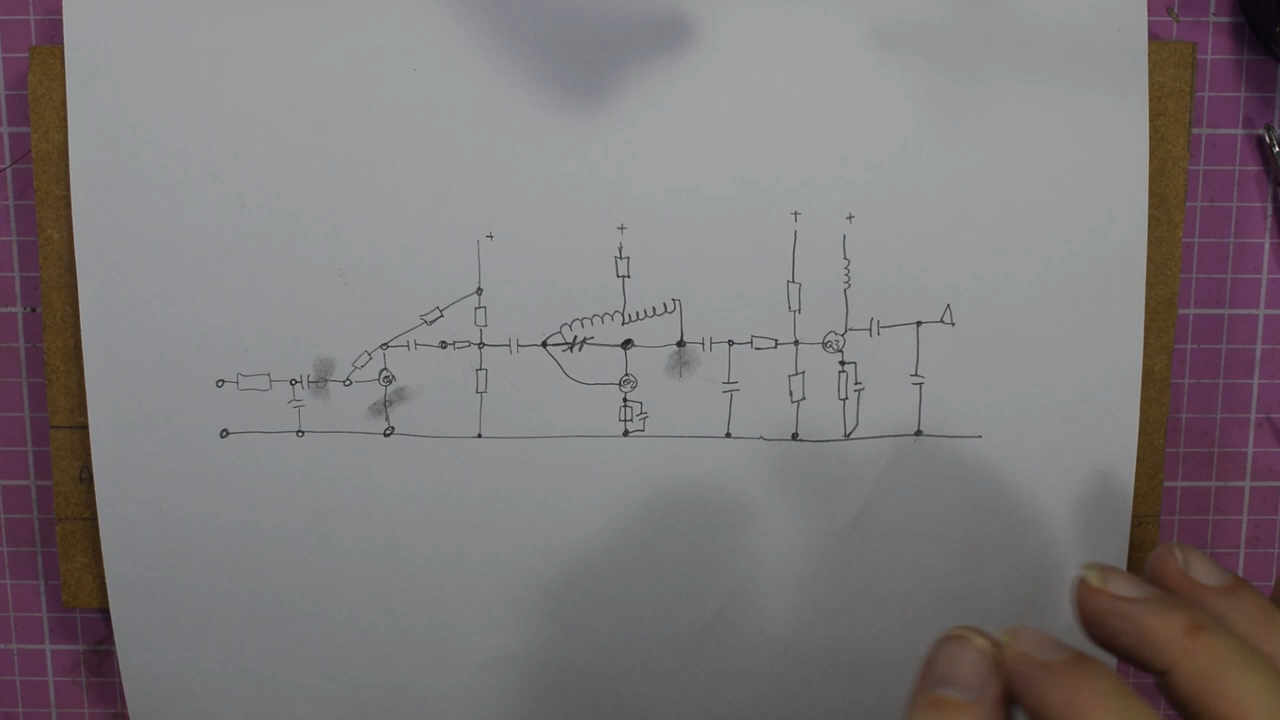 + +
+
+
Q3
Q2